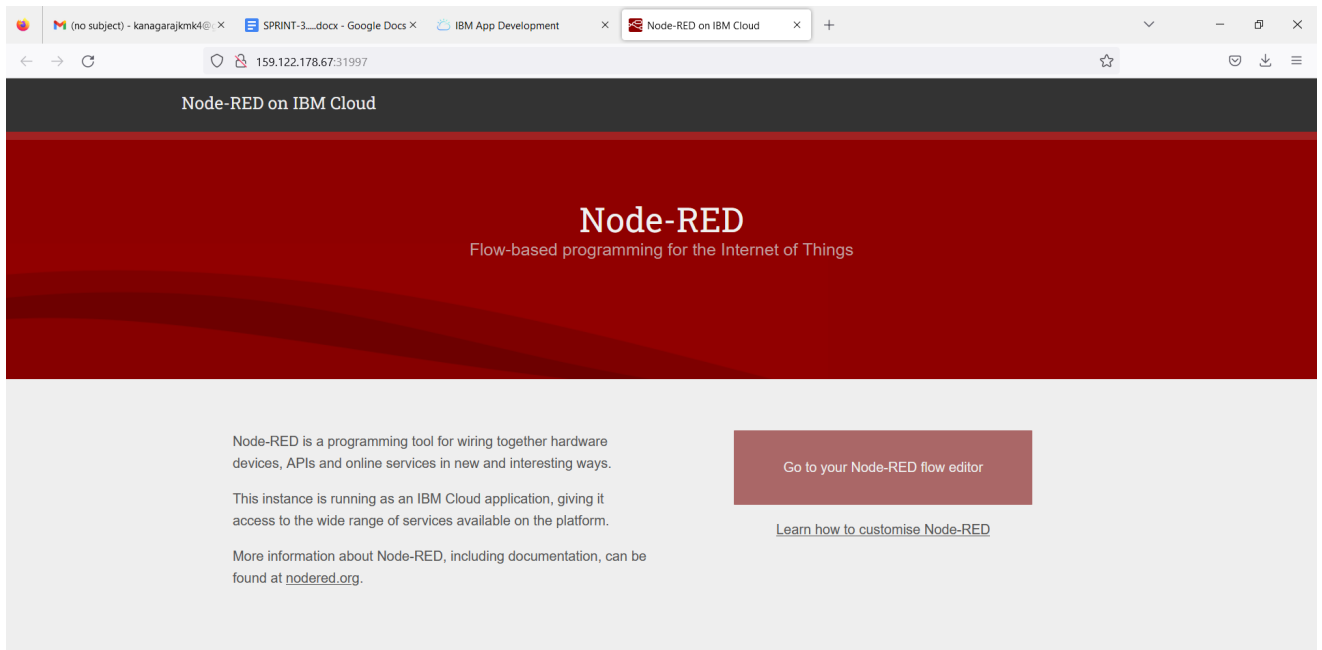 (no subject) - kanagarajkmk4@g
SPRINT-3....docx - Google Docs
IBM App Development
Node-RED on IBM Cloud
159.122.178.67:31997
Node-RED on IBM Cloud
Node-RED
Flow-based programming for the Internet of Things
Node-RED is a programming tool for wiring together hardware
devices, APIs and online services in new and interesting ways.
This instance is running as an IBM Cloud application, giving it
access to the wide range of services available on the platform.
More information about Node-RED, including documentation, can be
found at nodered.org.
Go to your Node-RED flow editor
Learn how to customise Node-RED